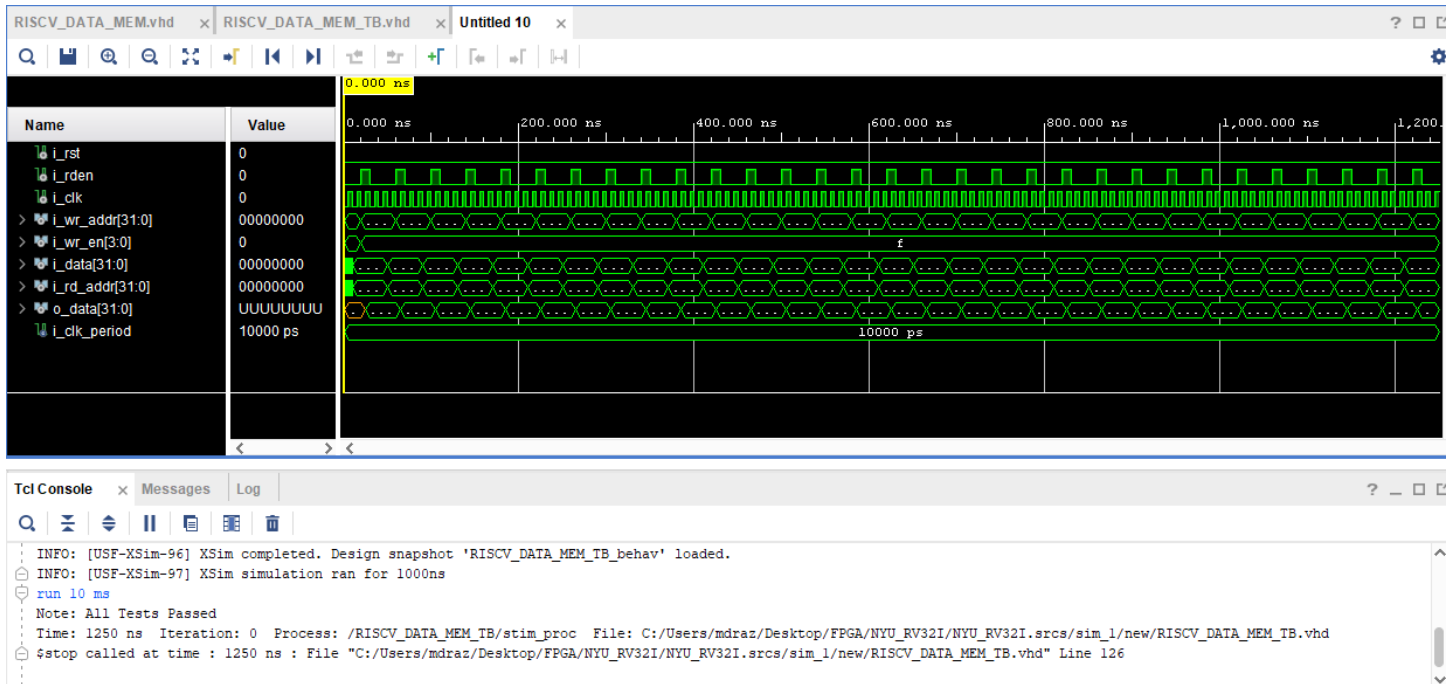 RISCV_DATA_MEM.vhd × RISCV_DATA_MEM_TB.vhd × Untitled 10 × ?
0.000 ns
Name Value 0.000 ns 200.000 ns 400.000 ns 600.000 ns 800.000 ns 1,000.000 ns 1,200.
i_rst 0
i_rden 0
i_clk 0
> i_wr_addr[31:0] 00000000 ... ... ... ... ... ... ... ... ... ... ... ... ... ... ... ... ... ... ... ... ... ... ... ... ... ... ... ... ... ... ...
> i_wr_en[3:0] 0 f
> i_data[31:0] 00000000 ... ... ... ... ... ... ... ... ... ... ... ... ... ... ... ... ... ... ... ... ... ... ... ... ... ... ... ... ... ... ...
> i_rd_addr[31:0] 00000000 ... ... ... ... ... ... ... ... ... ... ... ... ... ... ... ... ... ... ... ... ... ... ... ... ... ... ... ... ... ... ...
> o_data[31:0] UUUUUUUU ... ... ... ... ... ... ... ... ... ... ... ... ... ... ... ... ... ... ... ... ... ... ... ... ... ... ... ... ... ... ...
i_clk_period 10000 ps 10000 ps
Tcl Console × Messages Log ?
INFO: [USF-XSim-96] XSim completed. Design snapshot 'RISCV_DATA_MEM_TB_behav' loaded.
INFO: [USF-XSim-97] XSim simulation ran for 1000ns
run 10 ms
Note: All Tests Passed
Time: 1250 ns Iteration: 0 Process: /RISCV_DATA_MEM_TB/stim_proc File: C:/Users/mdraz/Desktop/FPGA/NYU_RV32I/NYU_RV32I.srcs/sim_1/new/RISCV_DATA_MEM_TB.vhd
$stop called at time : 1250 ns : File "C:/Users/mdraz/Desktop/FPGA/NYU_RV32I/NYU_RV32I.srcs/sim_1/new/RISCV_DATA_MEM_TB.vhd" Line 126